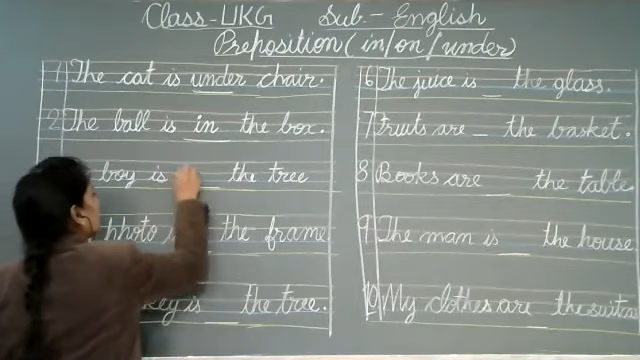 Class-UKG Sub.- English
Preposition (in/on/under)
1 The cat is under chair.
2. The ball is in the box.
boy is _ the tree
photo is _ the frame
is _ the tree.
6 The juice is _ the glass.
7. Fruits are _ the basket.
8 Books are _ the table
9 The man is _ the house
10. My clothes are _ the